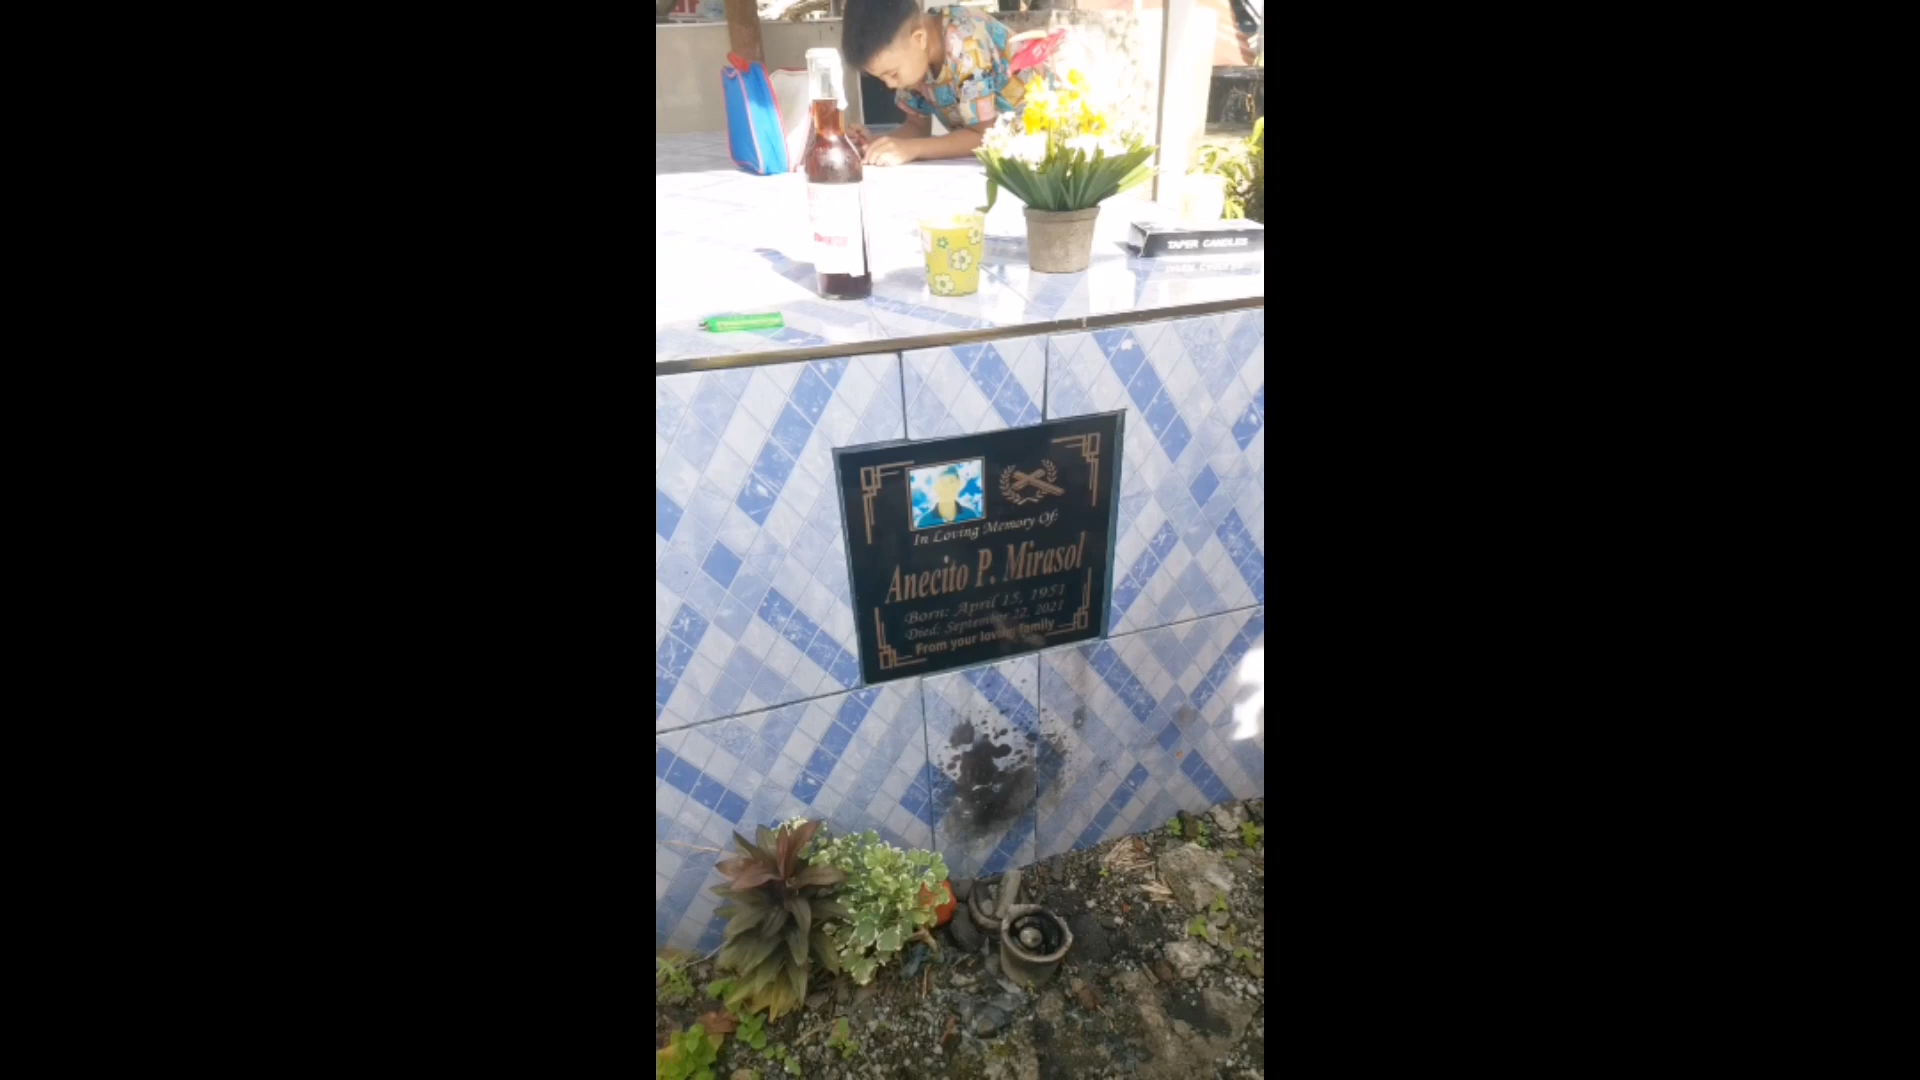 TAPER CANDLES
In Loving Memory Of:
Anecito P. Mirasol
Born: April 15, 1951
Died: September 22, 2021
From your loving family